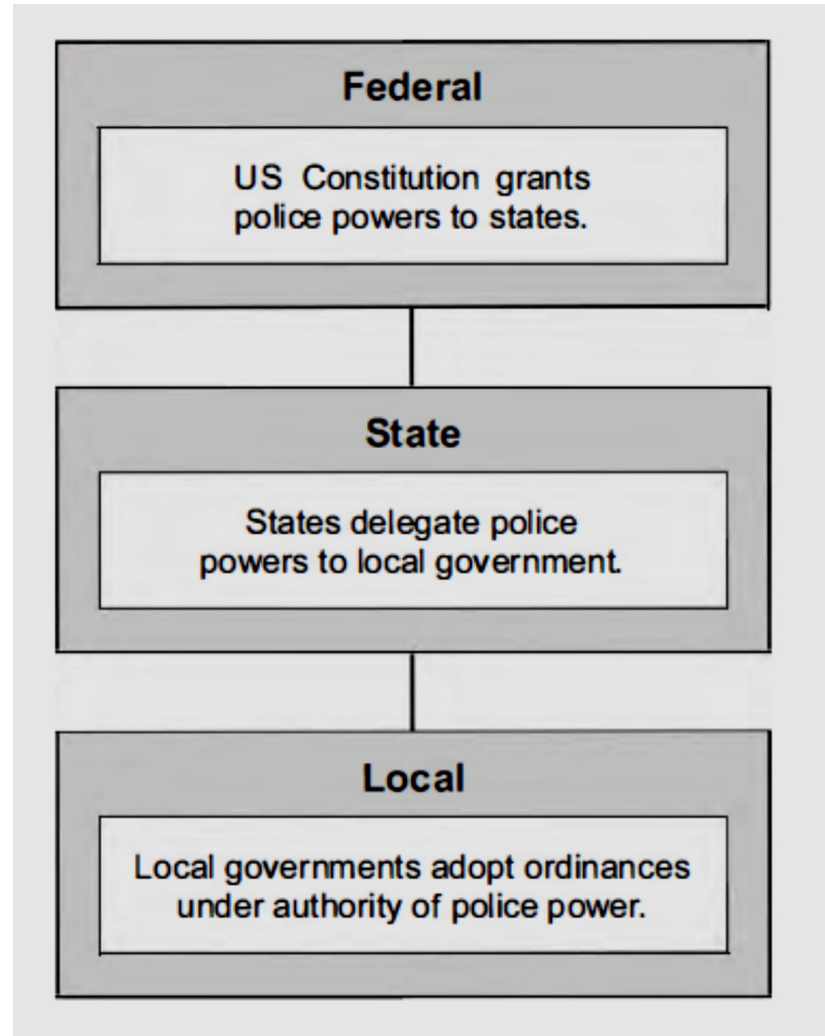 Federal
US Constitution grants
police powers to states.
State
States delegate police
powers to local government.
Local
Local governments adopt ordinances
under authority of police power.